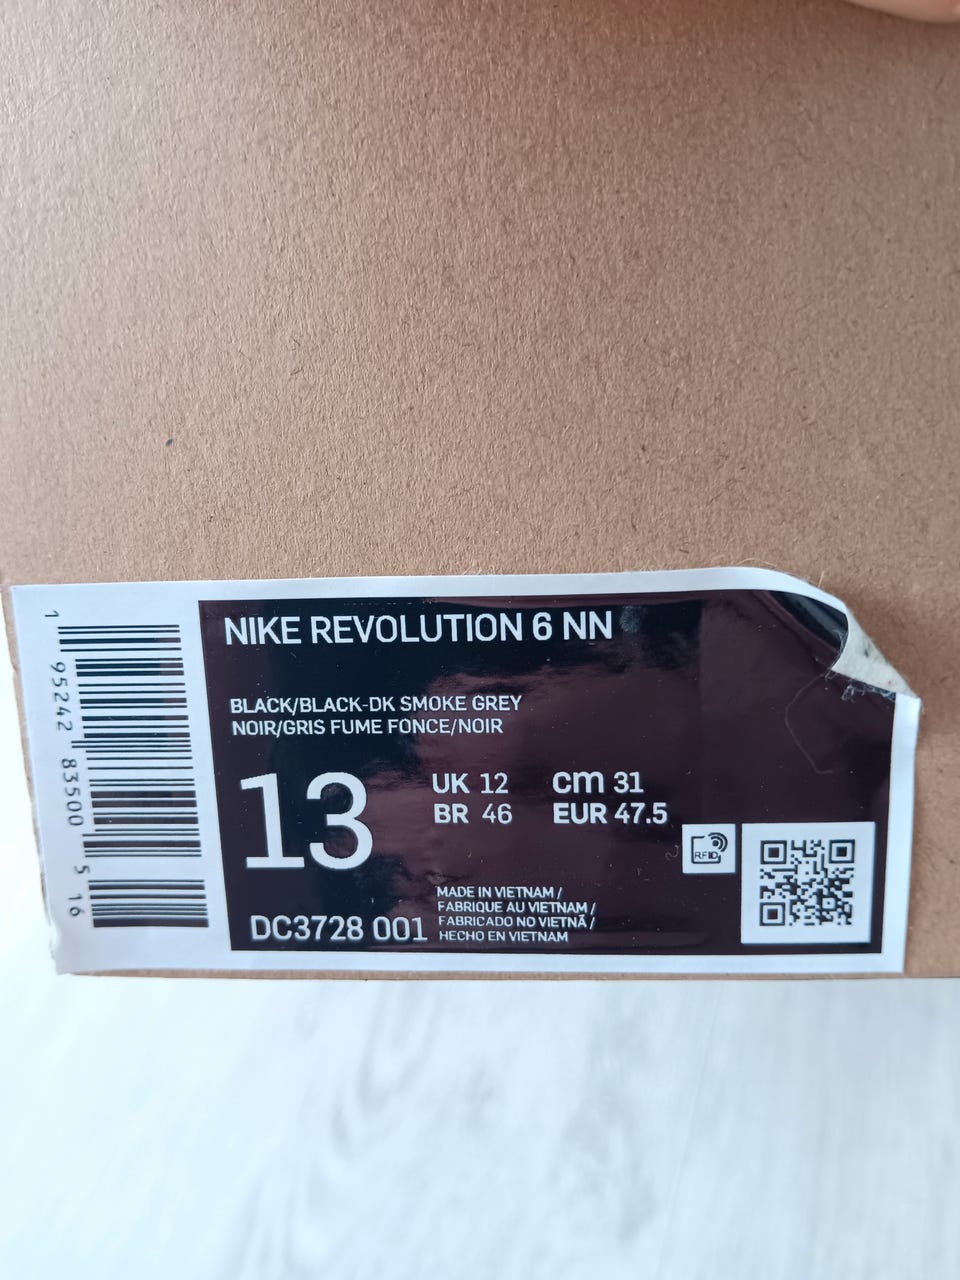 1 95242 83500 5 16
NIKE REVOLUTION 6 NN
BLACK/BLACK-DK SMOKE GREY
NOIR/GRIS FUME FONCE/NOIR
13
UK 12 cm 31
BR 46 EUR 47.5
RFID
DC3728 001
MADE IN VIETNAM /
FABRIQUE AU VIETNAM /
FABRICADO NO VIETNÃ /
HECHO EN VIETNAM